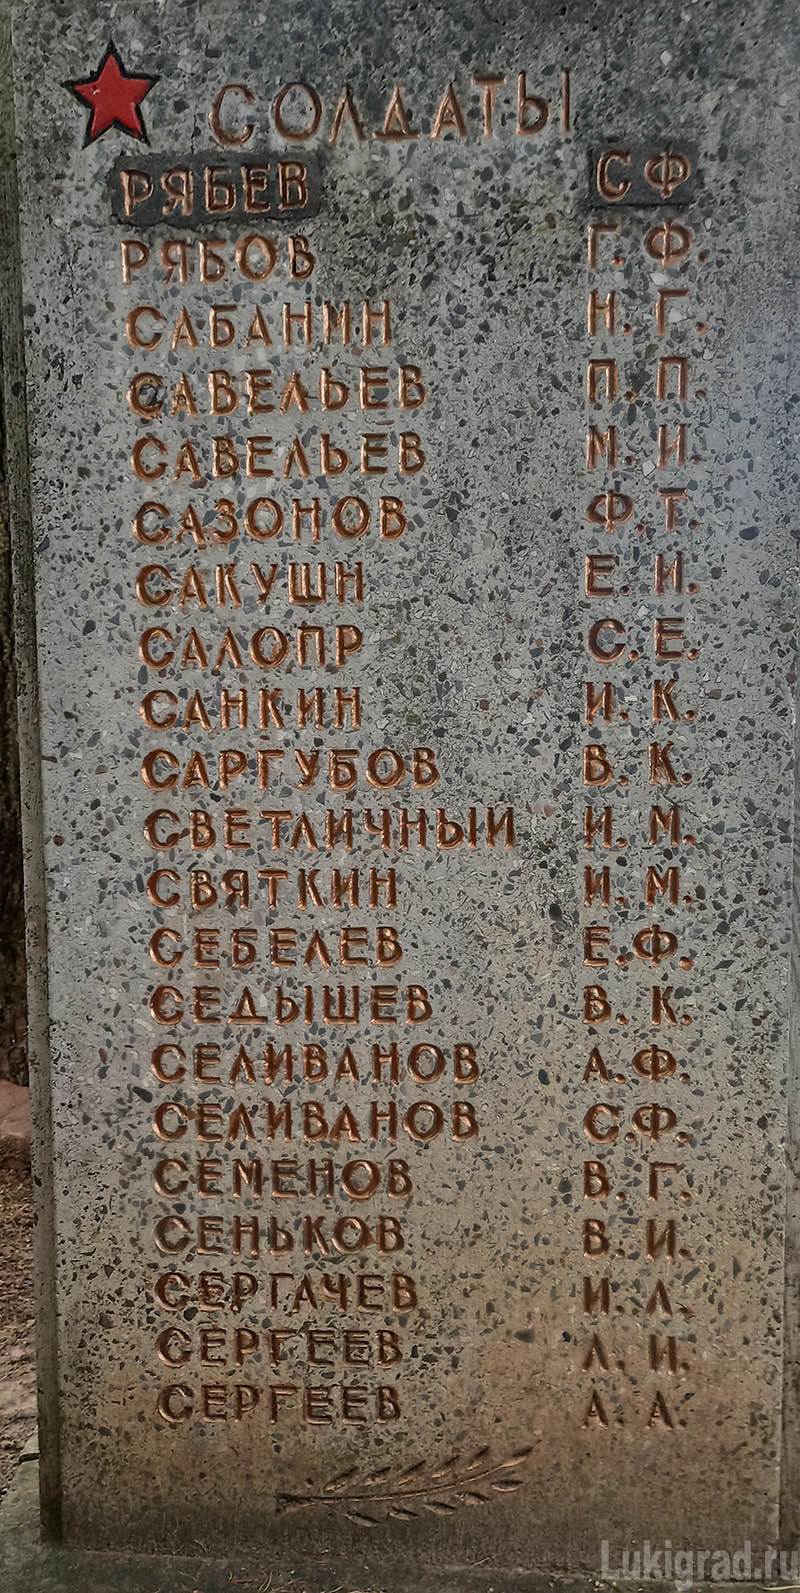 СОЛДАТЫ
РЯБЕВ С Ф
РЯБОВ Г. Ф.
САБАНИН Н. Г.
САВЕЛЬЕВ П. П.
САВЕЛЬЕВ М. И.
САЗОНОВ Ф. Т.
САКУШН Е. И.
САЛОПР С. Е.
САНКИН И. К.
САРГУБОВ В. К.
СВЕТЛИЧНЫЙ И. М.
СВЯТКИН И. М.
СЕБЕЛЕВ Е.Ф.
СЕДЫШЕВ В. К.
СЕЛИВАНОВ А.Ф.
СЕЛИВАНОВ С.Ф.
СЕМЕНОВ В. Г.
СЕНЬКОВ В. И.
СЕРГАЧЕВ И. Л.
СЕРГЕЕВ Л. И.
СЕРГЕЕВ А. А.
Lukigrad.ru